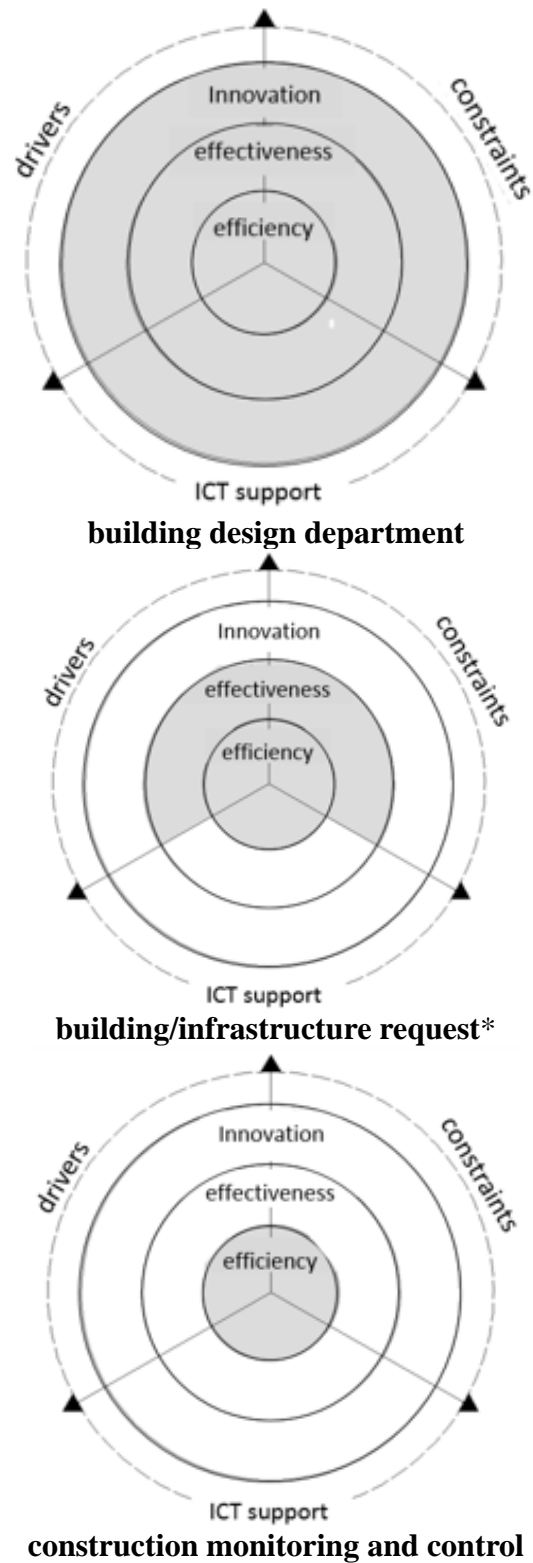 Innovation
drivers
constraints
effectiveness
efficiency
ICT support
building design department
Innovation
drivers
constraints
effectiveness
efficiency
ICT support
building/infrastructure request*
Innovation
drivers
constraints
effectiveness
efficiency
ICT support
construction monitoring and control